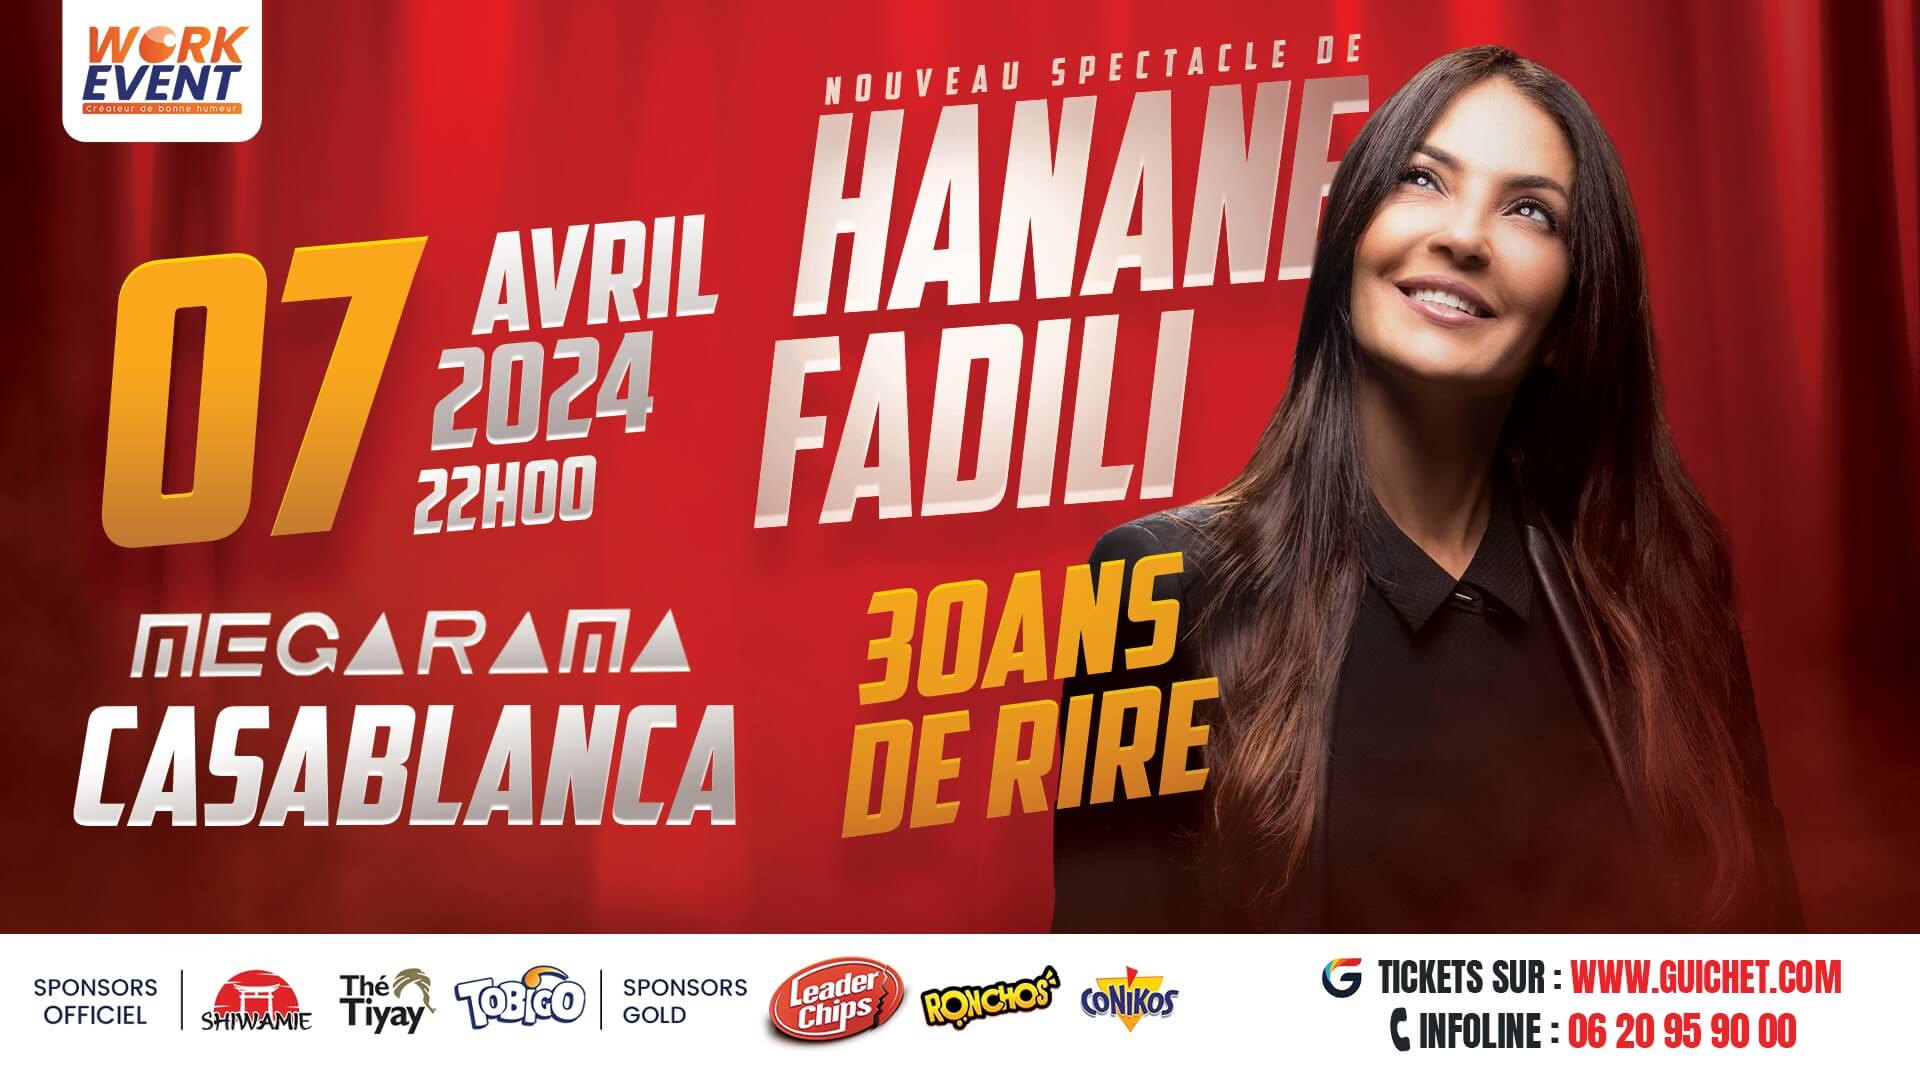 WORK
EVENT
Créateur de bonne humeur
NOUVEAU SPECTACLE DE
HANANE
FADILI
07
AVRIL
2024
22H00
MEGARAMA
CASABLANCA
30ANS
DE RIRE
SPONSORS
OFFICIEL
SHIWAMIE
Thé
Tiyay
TOBIGO
SPONSORS
GOLD
Leader
Chips
RONCHOS
CONIKOS
G TICKETS SUR : WWW.GUICHET.COM
INFOLINE : 06 20 95 90 00